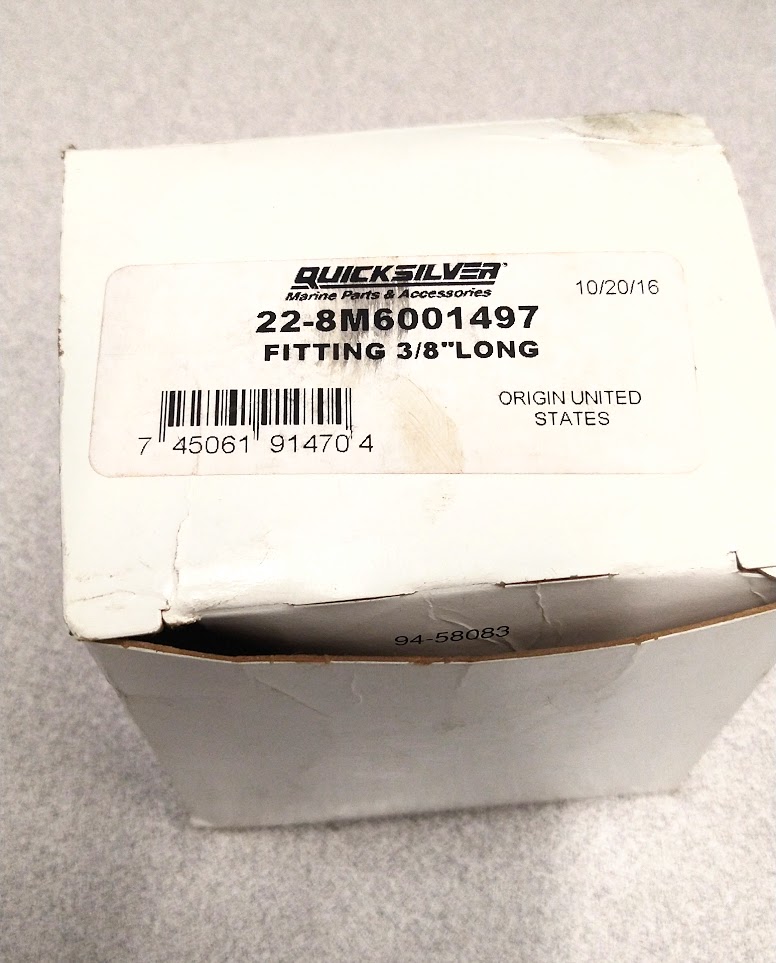 QUICKSILVER
Marine Parts & Accessories
10/20/16
22-8M6001497
FITTING 3/8"LONG
ORIGIN UNITED
STATES
7 45061 91470 4
94-58083